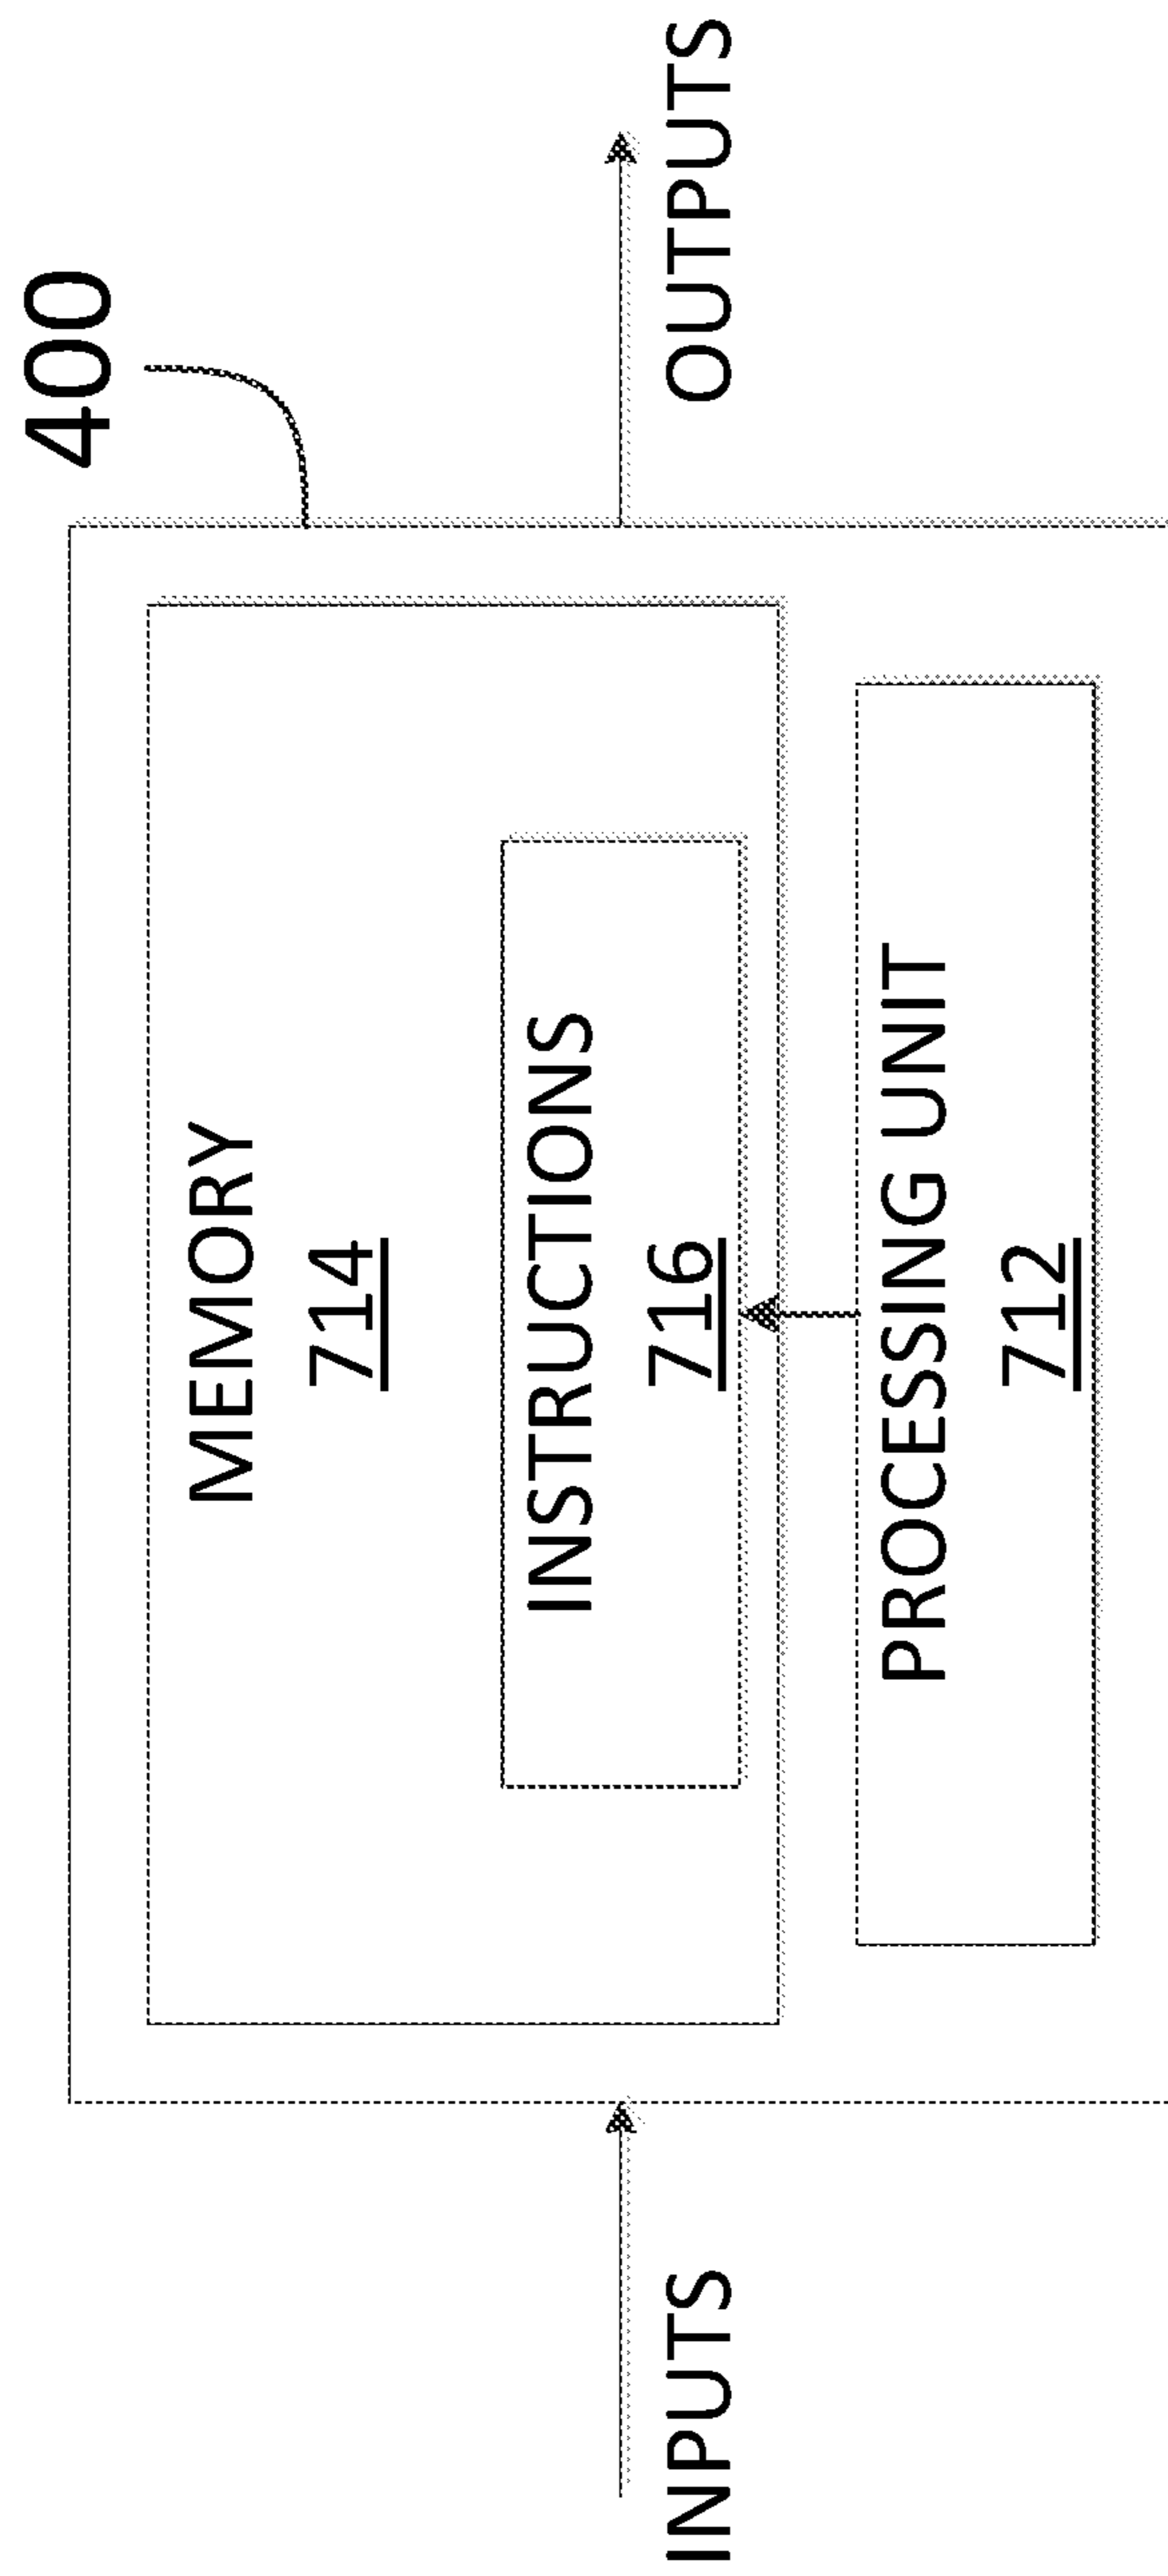 400
MEMORY
714
INSTRUCTIONS
716
INPUTS
OUTPUTS
PROCESSING UNIT
712